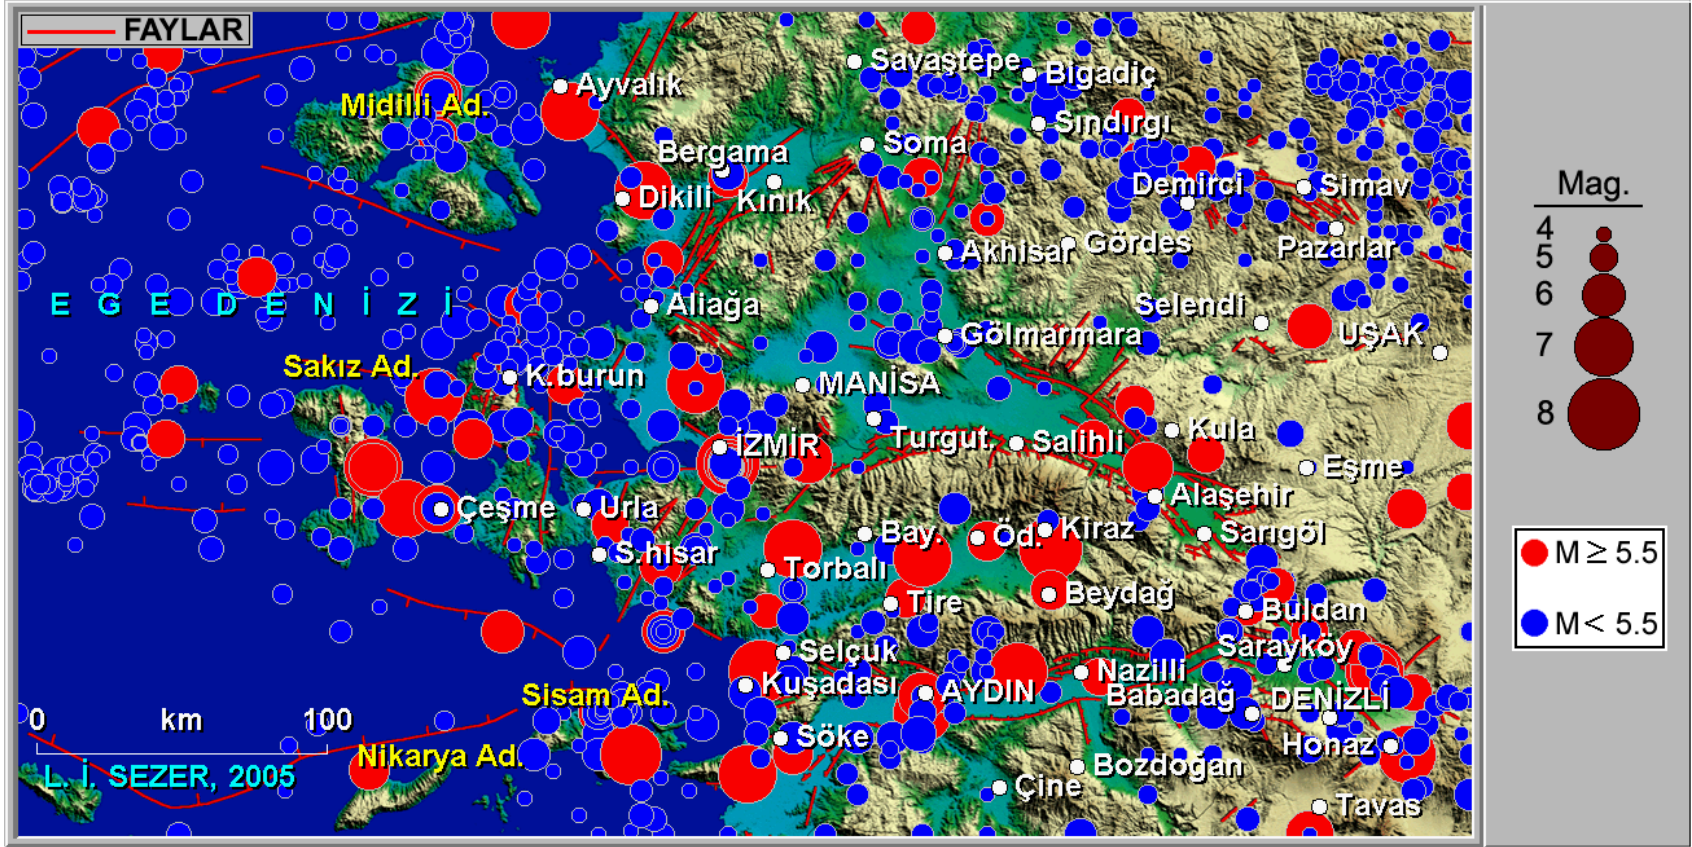 FAYLAR
Savaştepe
Bigadiç
Ayvalık
Midilli Ad.
Sındırgı
Soma
Bergama
Demirci
Simav
Dikili
Kınık
Gördes
Pazarlar
Akhisar
EGE DENİZİ
Aliağa
Selendi
Gölmarmara
UŞAK
Sakız Ad.
K.burun
MANİSA
Turgut.
Salihli
Kula
İZMİR
Eşme
Alaşehir
Çeşme
Urla
Bay.
Öd.
Kiraz
Sarıgöl
S.hisar
Torbalı
Tire
Beydağ
Buldan
Selçuk
Sarayköy
Kuşadası
AYDIN
Nazilli
Babadağ
DENİZLİ
Sisam Ad.
0 km 100
Söke
Honaz
Nikarya Ad.
Bozdoğan
L. İ. SEZER, 2005
Çine
Tavas
Mag.
4
5
6
7
8
M ≥ 5.5
M < 5.5